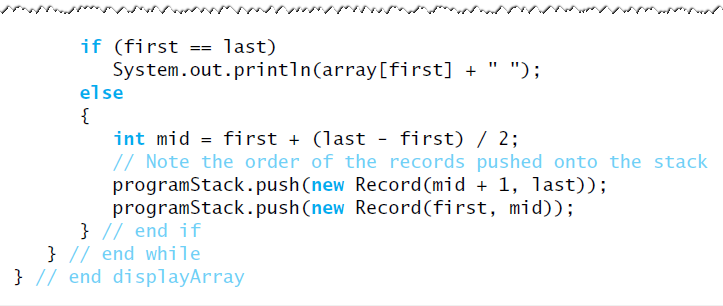 if (first == last)
System.out.println(array[first] + " ");
else
{
int mid = first + (last - first) / 2;
// Note the order of the records pushed onto the stack
programStack.push(new Record(mid + 1, last));
programStack.push(new Record(first, mid));
} // end if
} // end while
} // end displayArray